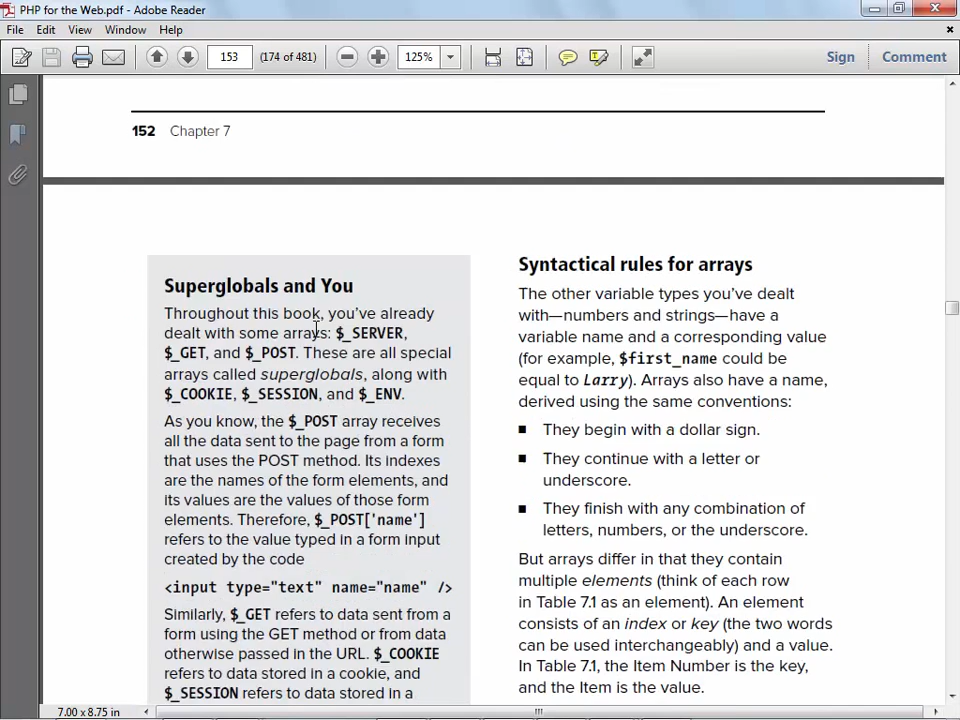 PHP for the Web.pdf - Adobe Reader
File Edit View Window Help
153 (174 of 481) 125% Sign Comment
152 Chapter 7
Superglobals and You
Throughout this book, you've already
dealt with some arrays: $_SERVER,
$_GET, and $_POST. These are all special
arrays called superglobals, along with
$_COOKIE, $_SESSION, and $_ENV.
As you know, the $_POST array receives
all the data sent to the page from a form
that uses the POST method. Its indexes
are the names of the form elements, and
its values are the values of those form
elements. Therefore, $_POST['name']
refers to the value typed in a form input
created by the code
<input type="text" name="name" />
Similarly, $_GET refers to data sent from a
form using the GET method or from data
otherwise passed in the URL. $_COOKIE
refers to data stored in a cookie, and
$_SESSION refers to data stored in a
Syntactical rules for arrays
The other variable types you've dealt
with—numbers and strings—have a
variable name and a corresponding value
(for example, $first_name could be
equal to Larry). Arrays also have a name,
derived using the same conventions:
■ They begin with a dollar sign.
■ They continue with a letter or
underscore.
■ They finish with any combination of
letters, numbers, or the underscore.
But arrays differ in that they contain
multiple elements (think of each row
in Table 7.1 as an element). An element
consists of an index or key (the two words
can be used interchangeably) and a value.
In Table 7.1, the Item Number is the key,
and the Item is the value.
7.00 x 8.75 in